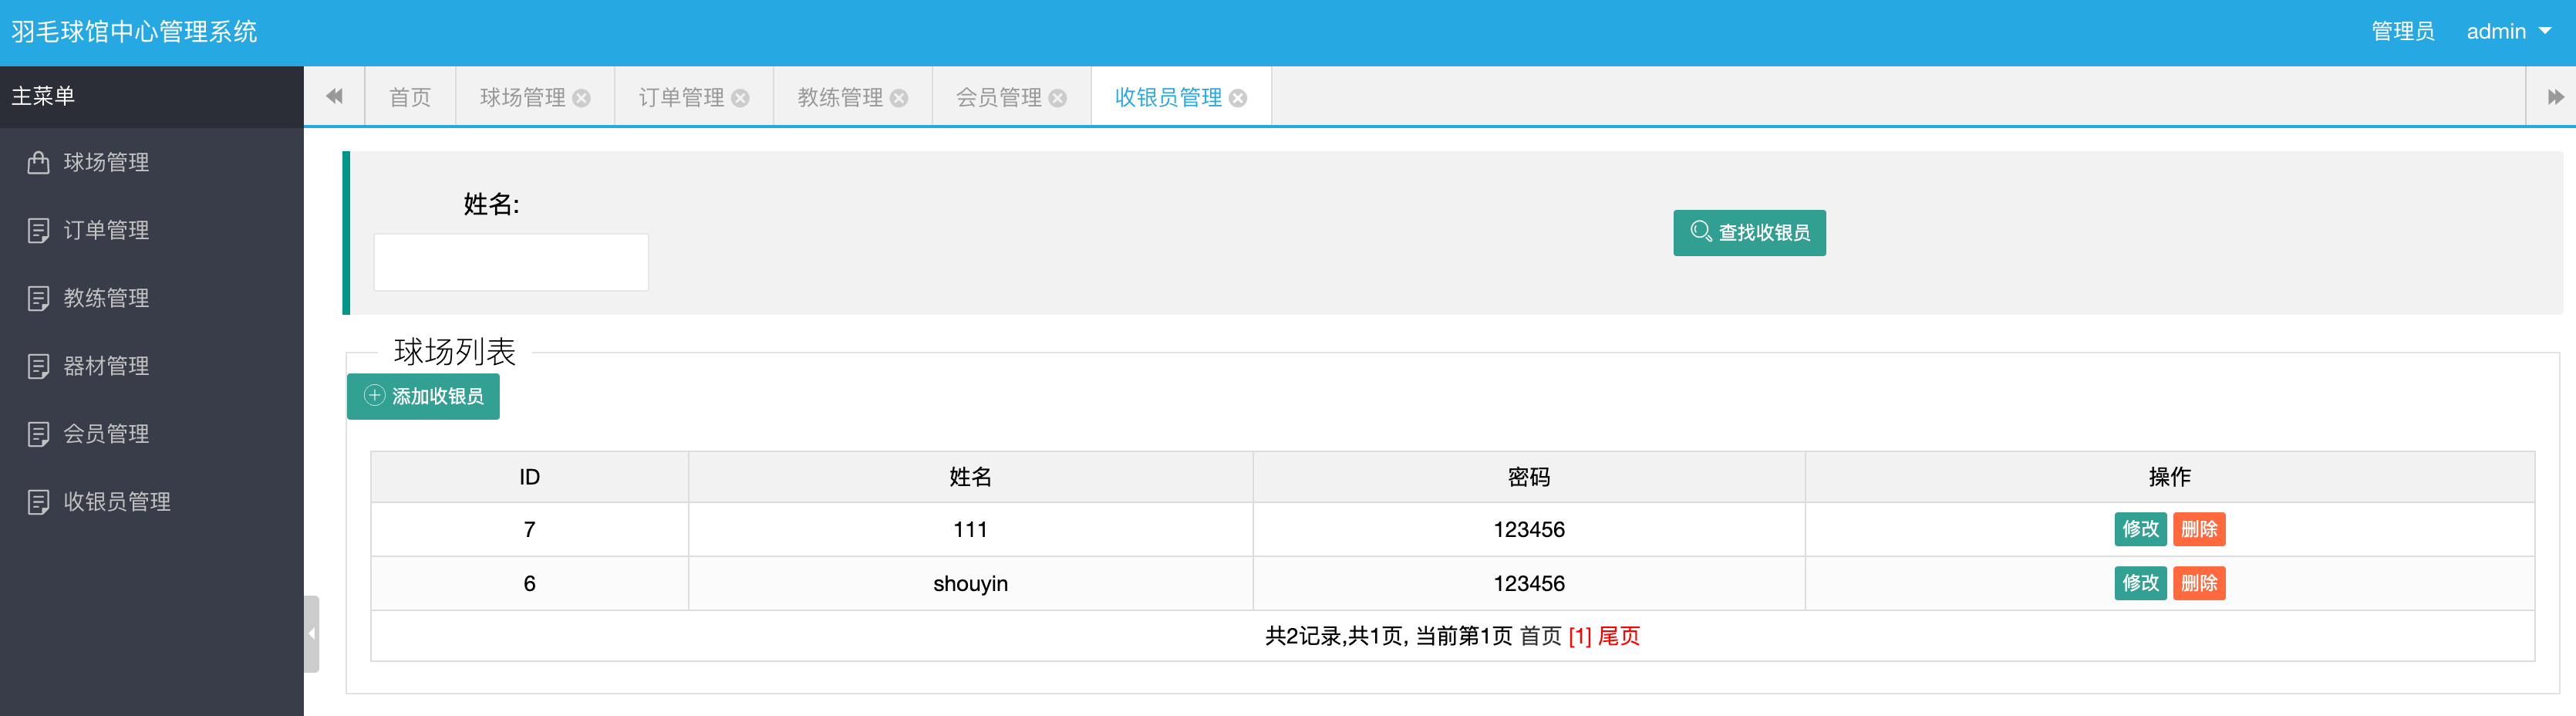 羽毛球馆中心管理系统
管理员 admin
主菜单
首页 球场管理 订单管理 教练管理 会员管理 收银员管理
球场管理
订单管理
教练管理
器材管理
会员管理
收银员管理
姓名:
查找收银员
球场列表
添加收银员
ID 姓名 密码 操作
7 111 123456 修改 删除
6 shouyin 123456 修改 删除
共2记录,共1页, 当前第1页 首页 [1] 尾页